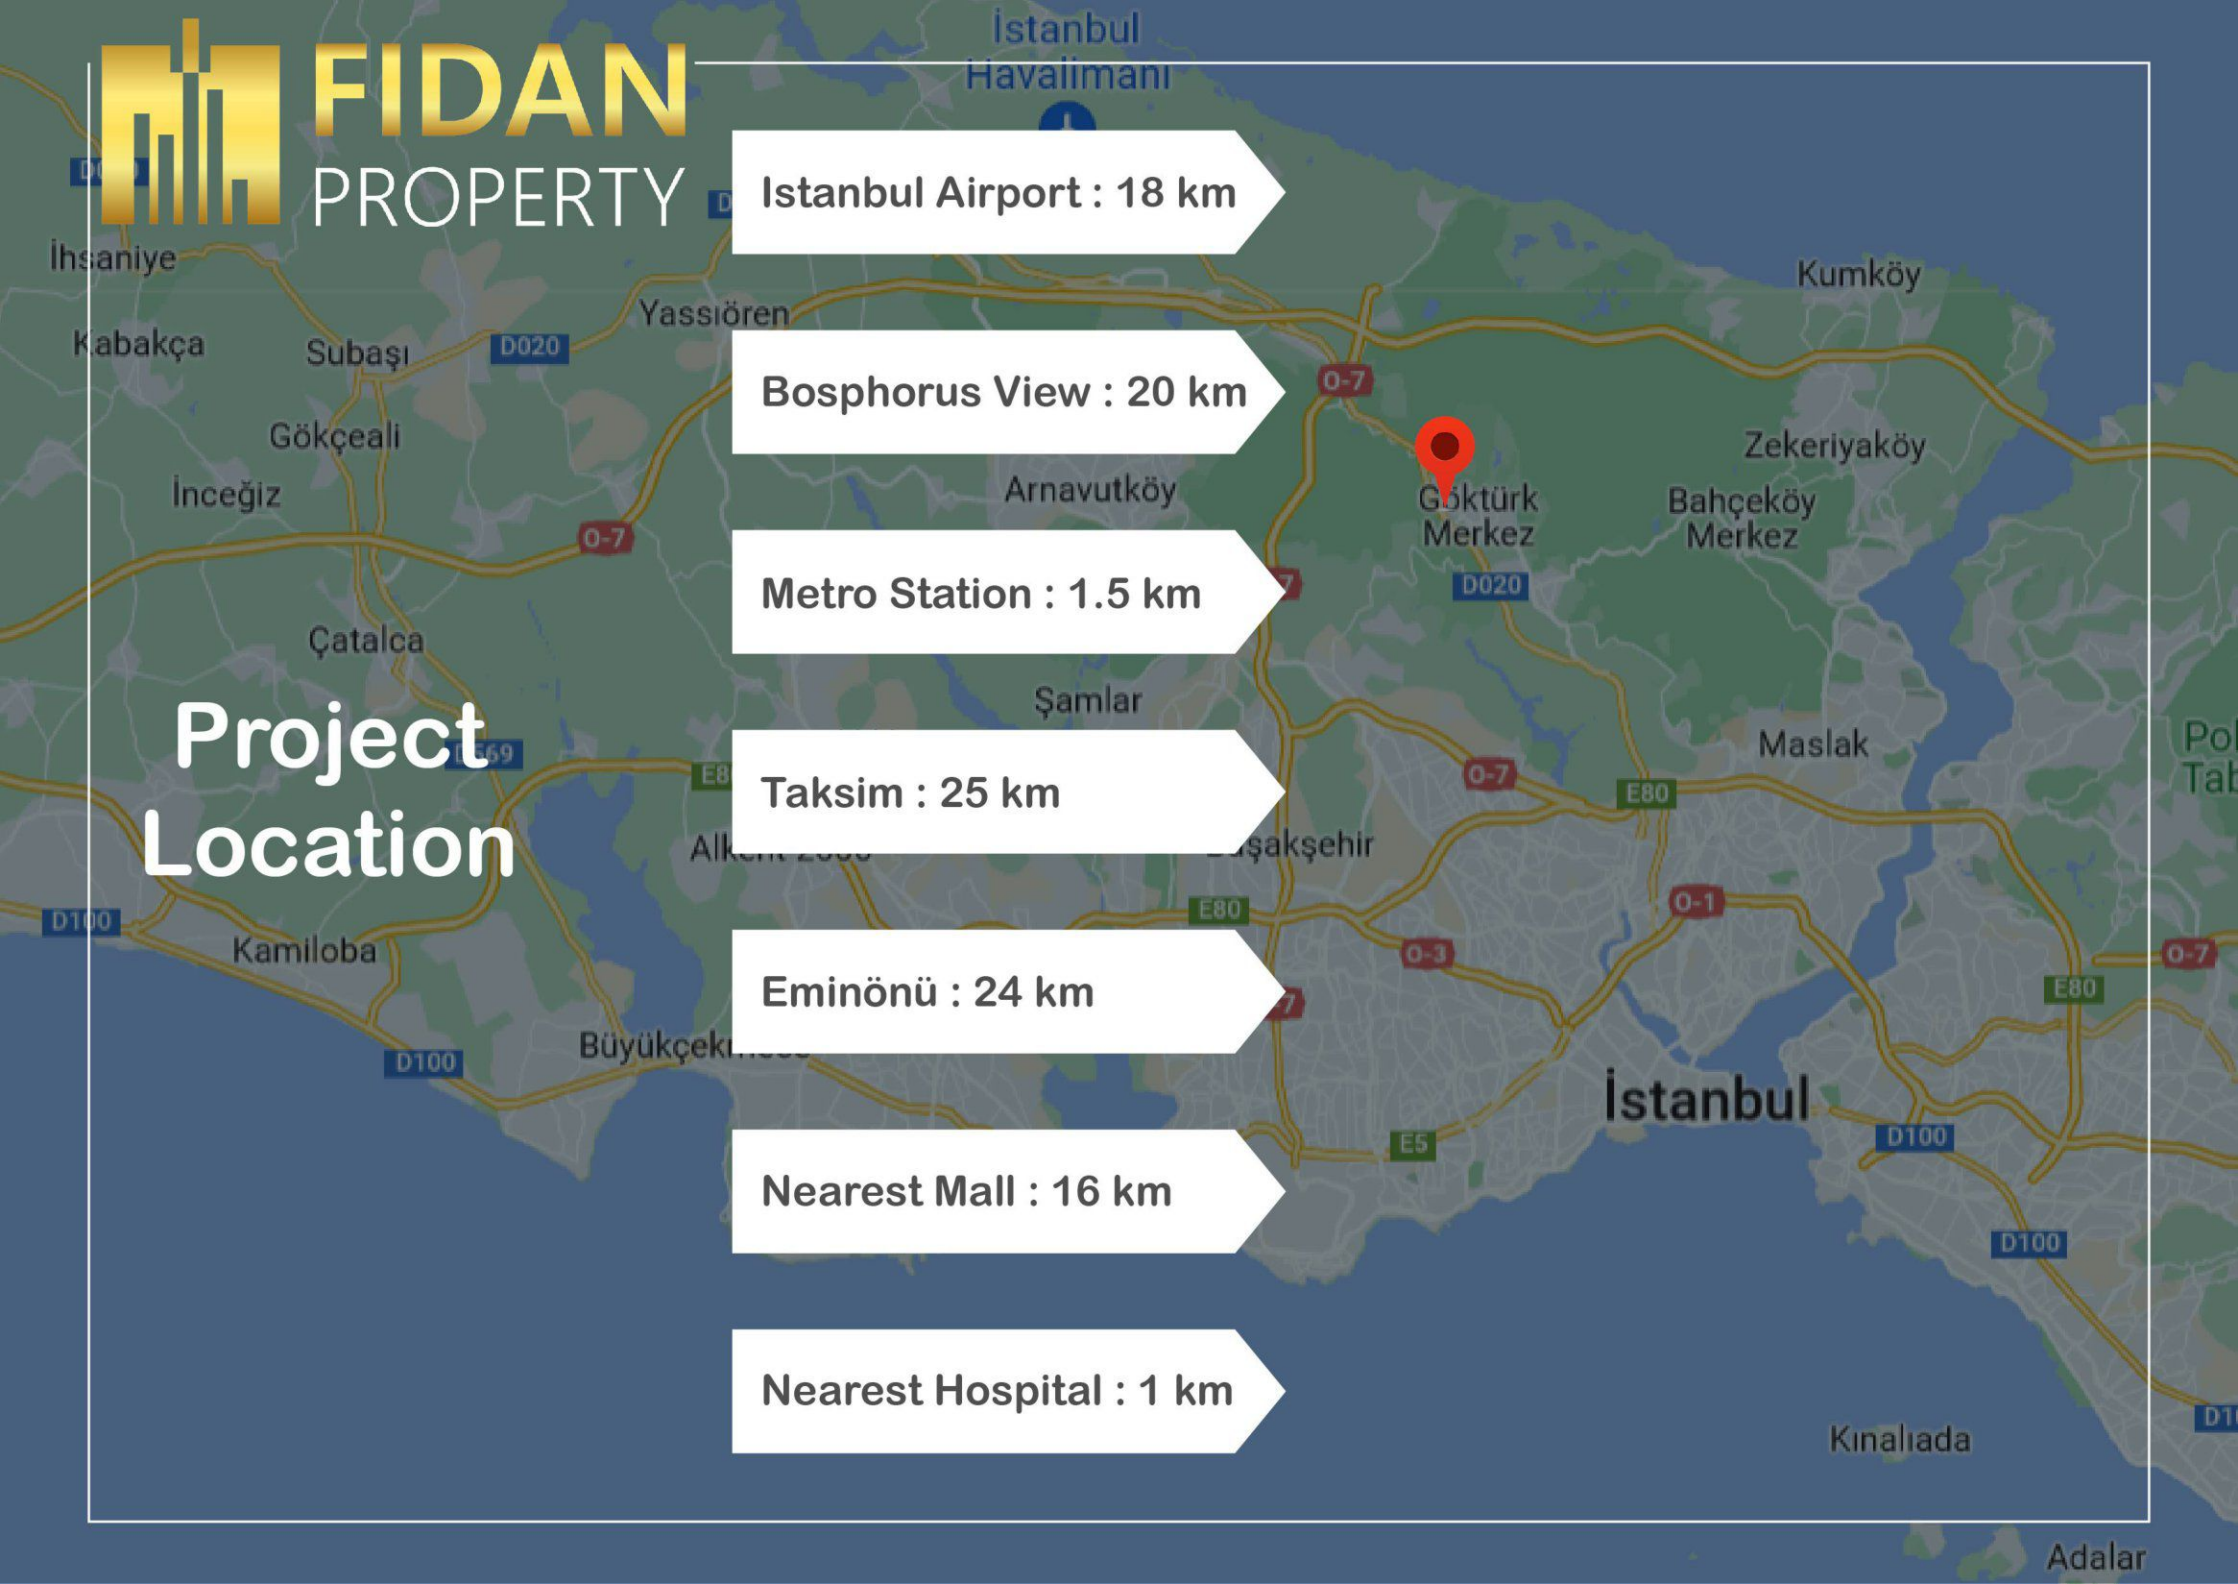 FIDAN
PROPERTY
Project
Location
Istanbul Airport : 18 km
Bosphorus View : 20 km
Metro Station : 1.5 km
Taksim : 25 km
Eminönü : 24 km
Nearest Mall : 16 km
Nearest Hospital : 1 km
İstanbul
Havalimanı
İhsaniye
Yassıören
Kumköy
Kabakça
Subaşı
D020
O-7
Gökçeali
Zekeriyaköy
İnceğiz
Arnavutköy
Göktürk
Merkez
Bahçeköy
Merkez
O-7
D020
Çatalca
Şamlar
Maslak
O-7
E80
D100
E80
O-1
Kamiloba
O-3
O-7
E80
D100
İstanbul
E5
D100
D100
Kınalıada
Adalar